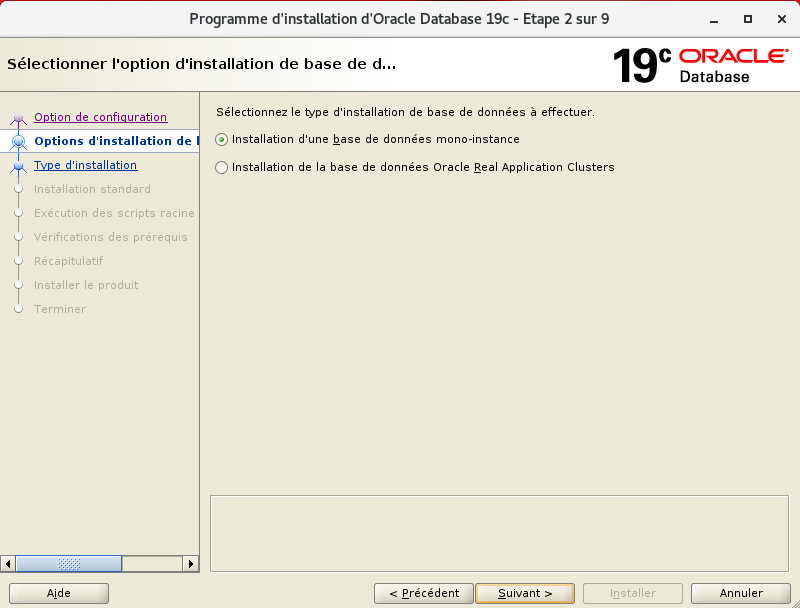 Programme d'installation d'Oracle Database 19c - Etape 2 sur 9
Sélectionner l'option d'installation de base de d...
19c ORACLE
Database
Option de configuration
Options d'installation de
Type d'installation
Installation standard
Exécution des scripts racine
Vérifications des prérequis
Récapitulatif
Installer le produit
Terminer
Sélectionnez le type d'installation de base de données à effectuer.
Installation d'une base de données mono-instance
Installation de la base de données Oracle Real Application Clusters
Aide
< Précédent
Suivant >
Installer
Annuler